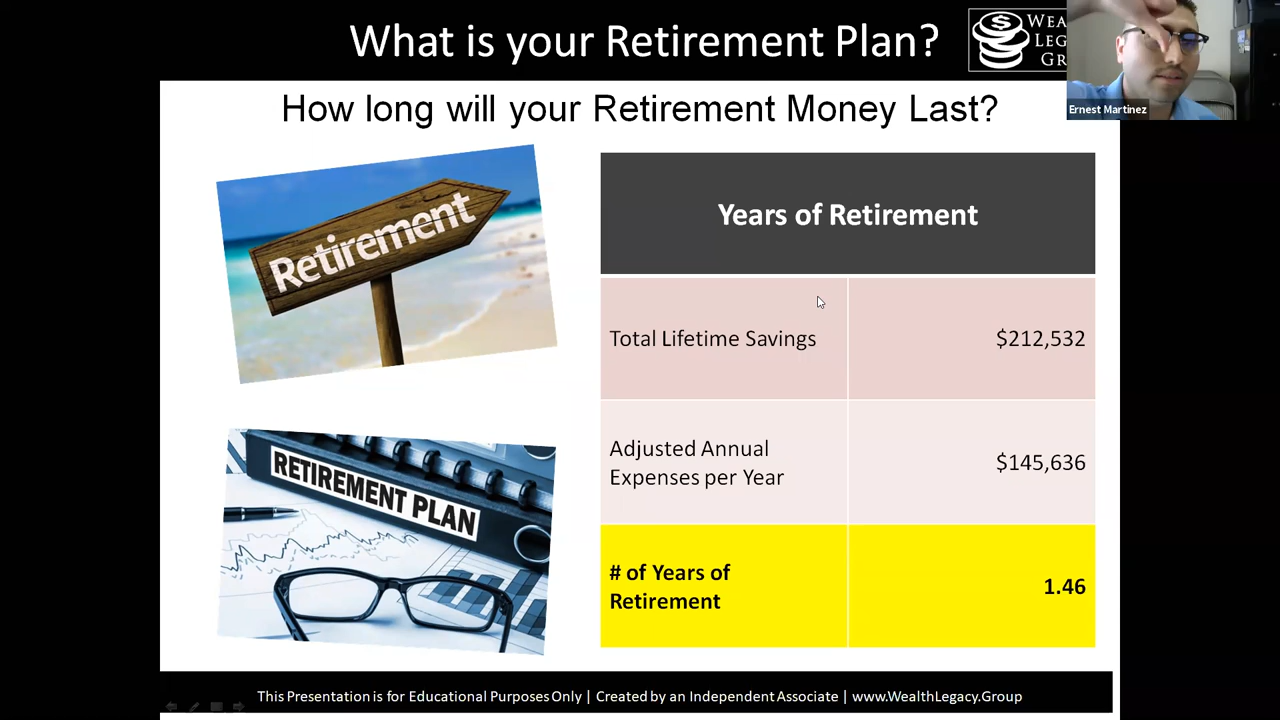 What is your Retirement Plan?
Ernest Martinez
How long will your Retirement Money Last?
Retirement
RETIREMENT PLAN
Years of Retirement
Total Lifetime Savings
$212,532
Adjusted Annual
Expenses per Year
$145,636
# of Years of
Retirement
1.46
This Presentation is for Educational Purposes Only | Created by an Independent Associate | www.WealthLegacy.Group